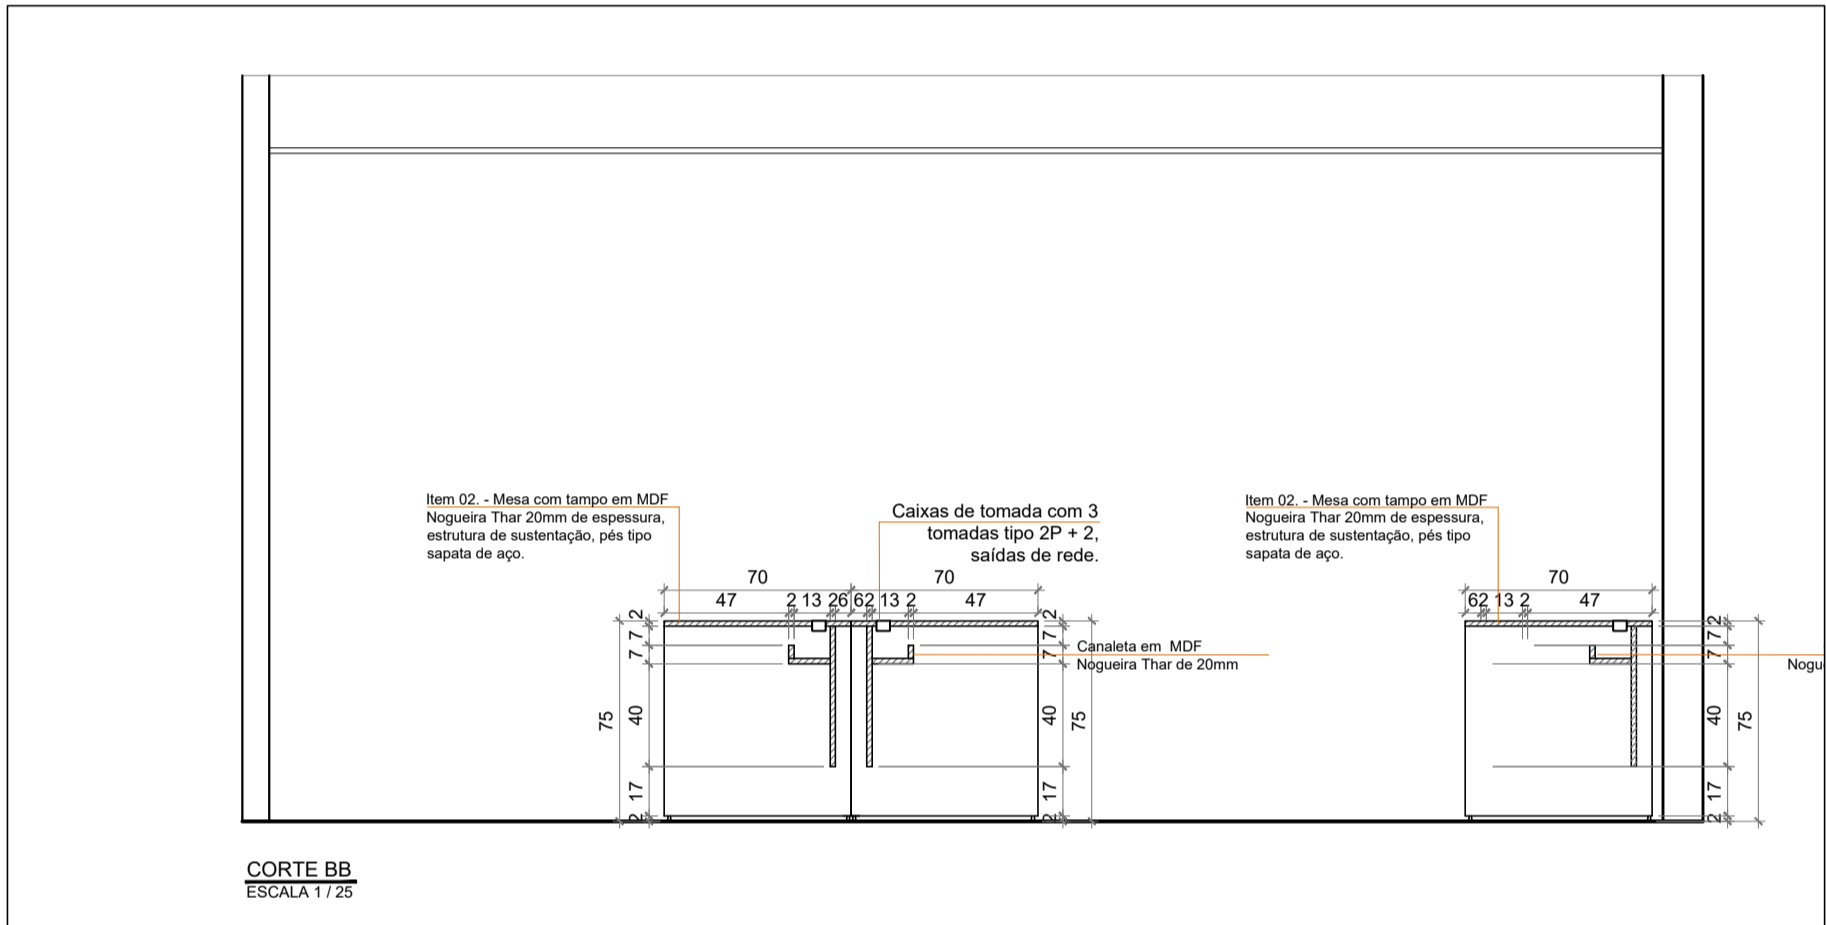 Item 02. - Mesa com tampo em MDF
Nogueira Thar 20mm de espessura,
estrutura de sustentação, pés tipo
sapata de aço.
Caixas de tomada com 3
tomadas tipo 2P + 2,
saídas de rede.
Item 02. - Mesa com tampo em MDF
Nogueira Thar 20mm de espessura,
estrutura de sustentação, pés tipo
sapata de aço.
70 70
47 2 13 26 62 13 2 47
2
7
7
40
17
2
75
2
7
7
40
17
2
75
Canaleta em MDF
Nogueira Thar de 20mm
70
62 13 2 47
2
7
7
40
17
2
75
Nogu
CORTE BB
ESCALA 1 / 25